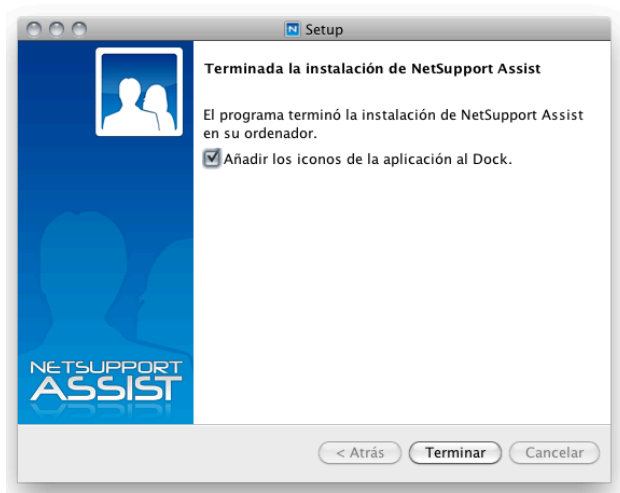 Setup
Terminada la instalación de NetSupport Assist
El programa terminó la instalación de NetSupport Assist
en su ordenador.
Añadir los iconos de la aplicación al Dock.
NETSUPPORT
ASSIST
< Atrás
Terminar
Cancelar